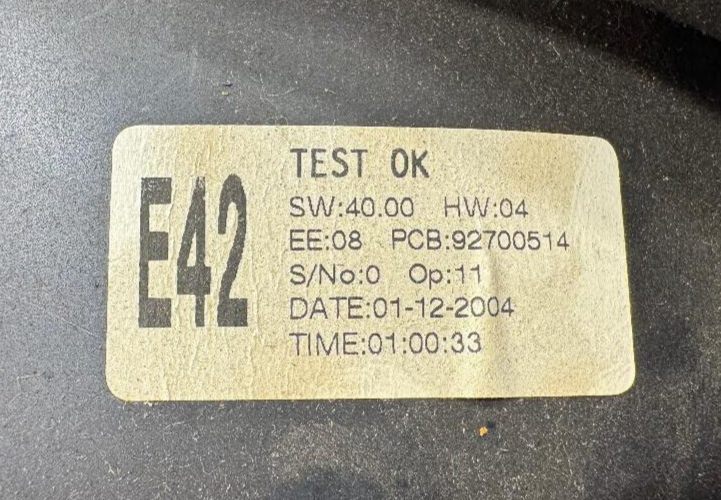 E42
TEST OK
SW:40.00 HW:04
EE:08 PCB:92700514
S/No:0 Op:11
DATE:01-12-2004
TIME:01:00:33